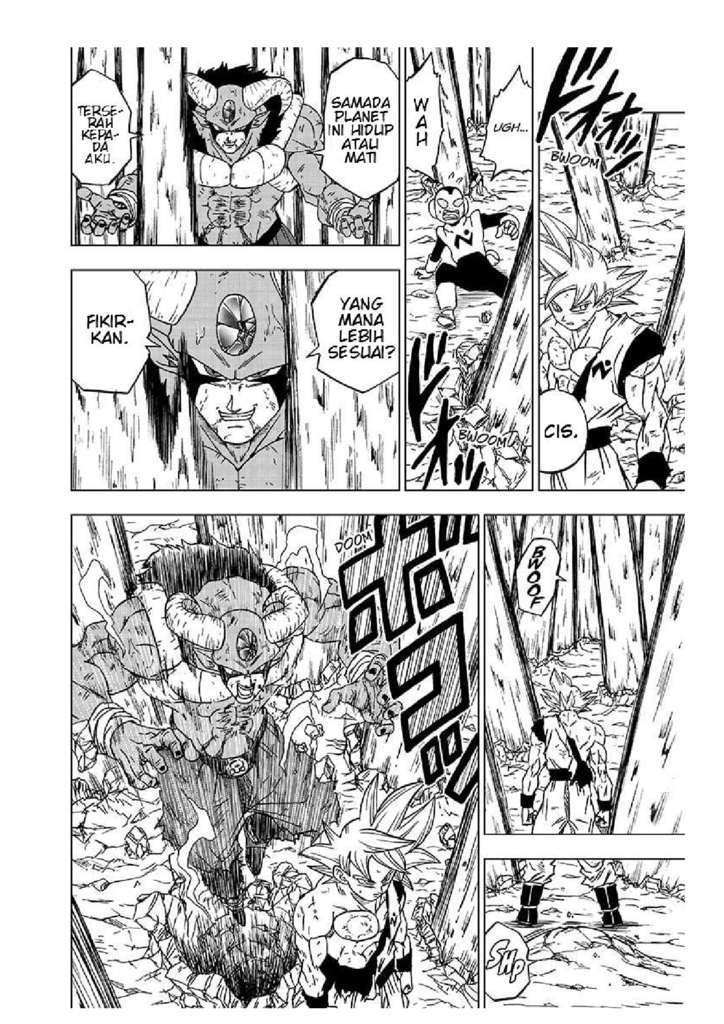 BWOOM
CIS.
UGH...
WAH
BWOOM
SAMADA
PLANET
INI HIDUP
ATAU
MATI
TERSE-
RAH
KEPA-
DA
AKU.
YANG
MANA
LEBIH
SESUAI?
FIKIR-
KAN.
BWOOF
SHP
DOOM